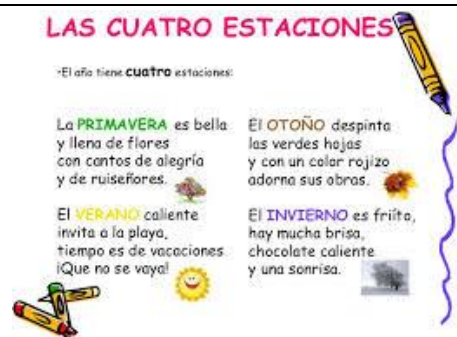 LAS CUATRO ESTACIONES
•El año tiene cuatro estaciones:
La PRIMAVERA es bella
y llena de flores
con cantos de alegría
y de ruiseñores.
El VERANO caliente
invita a la playa,
tiempo es de vacaciones
¡Que no se vaya!
El OTOÑO despinta
las verdes hojas
y con un color rojizo
adorna sus obras.
El INVIERNO es friíto,
hay mucha brisa,
chocolate caliente
y una sonrisa.